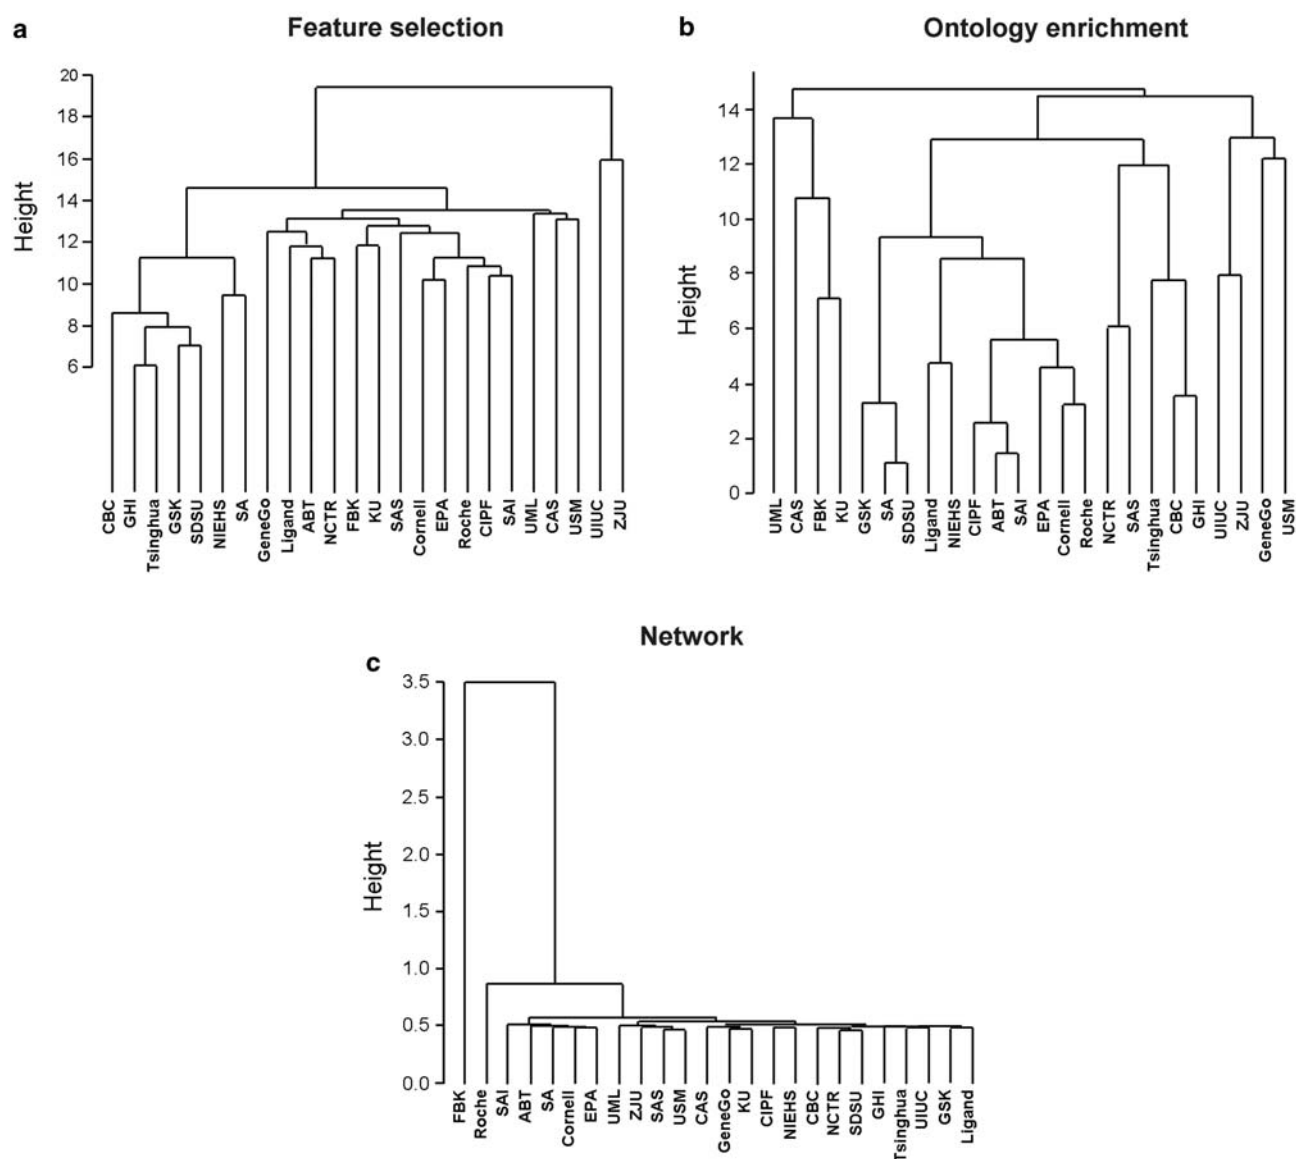 a
Feature selection
Height
20
18
16
14
12
10
8
6
CBC
GHI
Tsinghua
GSK
SDSU
NIEHS
SA
GeneGo
Ligand
ABT
NCTR
FBK
KU
SAS
Cornell
EPA
Roche
CIPF
SAI
UML
CAS
USM
UIUC
ZJU
b
Ontology enrichment
Height
14
12
10
8
6
4
2
0
UML
CAS
FBK
KU
GSK
SA
SDSU
Ligand
NIEHS
CIPF
ABT
SAI
EPA
Cornell
Roche
NCTR
SAS
Tsinghua
CBC
GHI
UIUC
ZJU
GeneGo
USM
Network
c
Height
3.5
3.0
2.5
2.0
1.5
1.0
0.5
0.0
FBK
Roche
SAI
ABT
SA
Cornell
EPA
UML
ZJU
SAS
USM
CAS
GeneGo
KU
CIPF
NIEHS
CBC
NCTR
SDSU
GHI
Tsinghua
UIUC
GSK
Ligand